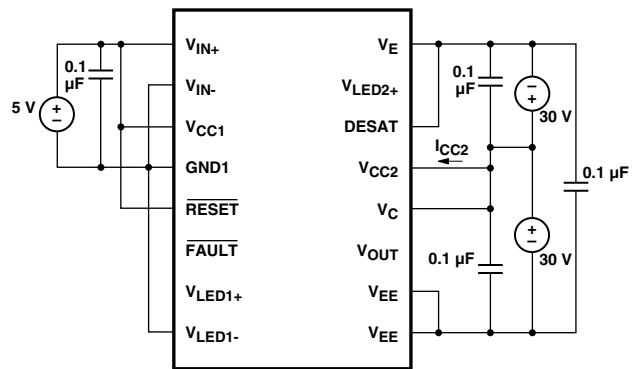 V_IN+
V_E
0.1 µF
V_IN-
V_LED2+
0.1 µF
5 V
+ −
V_CC1
DESAT
− +
30 V
GND1
I_CC2
V_CC2
0.1 µF
RESET
V_C
+ −
30 V
FAULT
V_OUT
0.1 µF
V_LED1+
V_EE
V_LED1-
V_EE